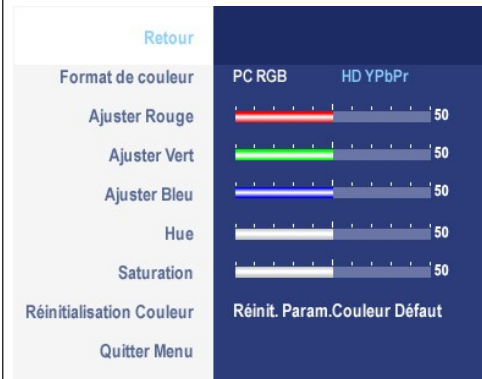 Retour
Format de couleur PC RGB HD YPbPr
Ajuster Rouge 50
Ajuster Vert 50
Ajuster Bleu 50
Hue 50
Saturation 50
Réinitialisation Couleur Réinit. Param.Couleur Défaut
Quitter Menu